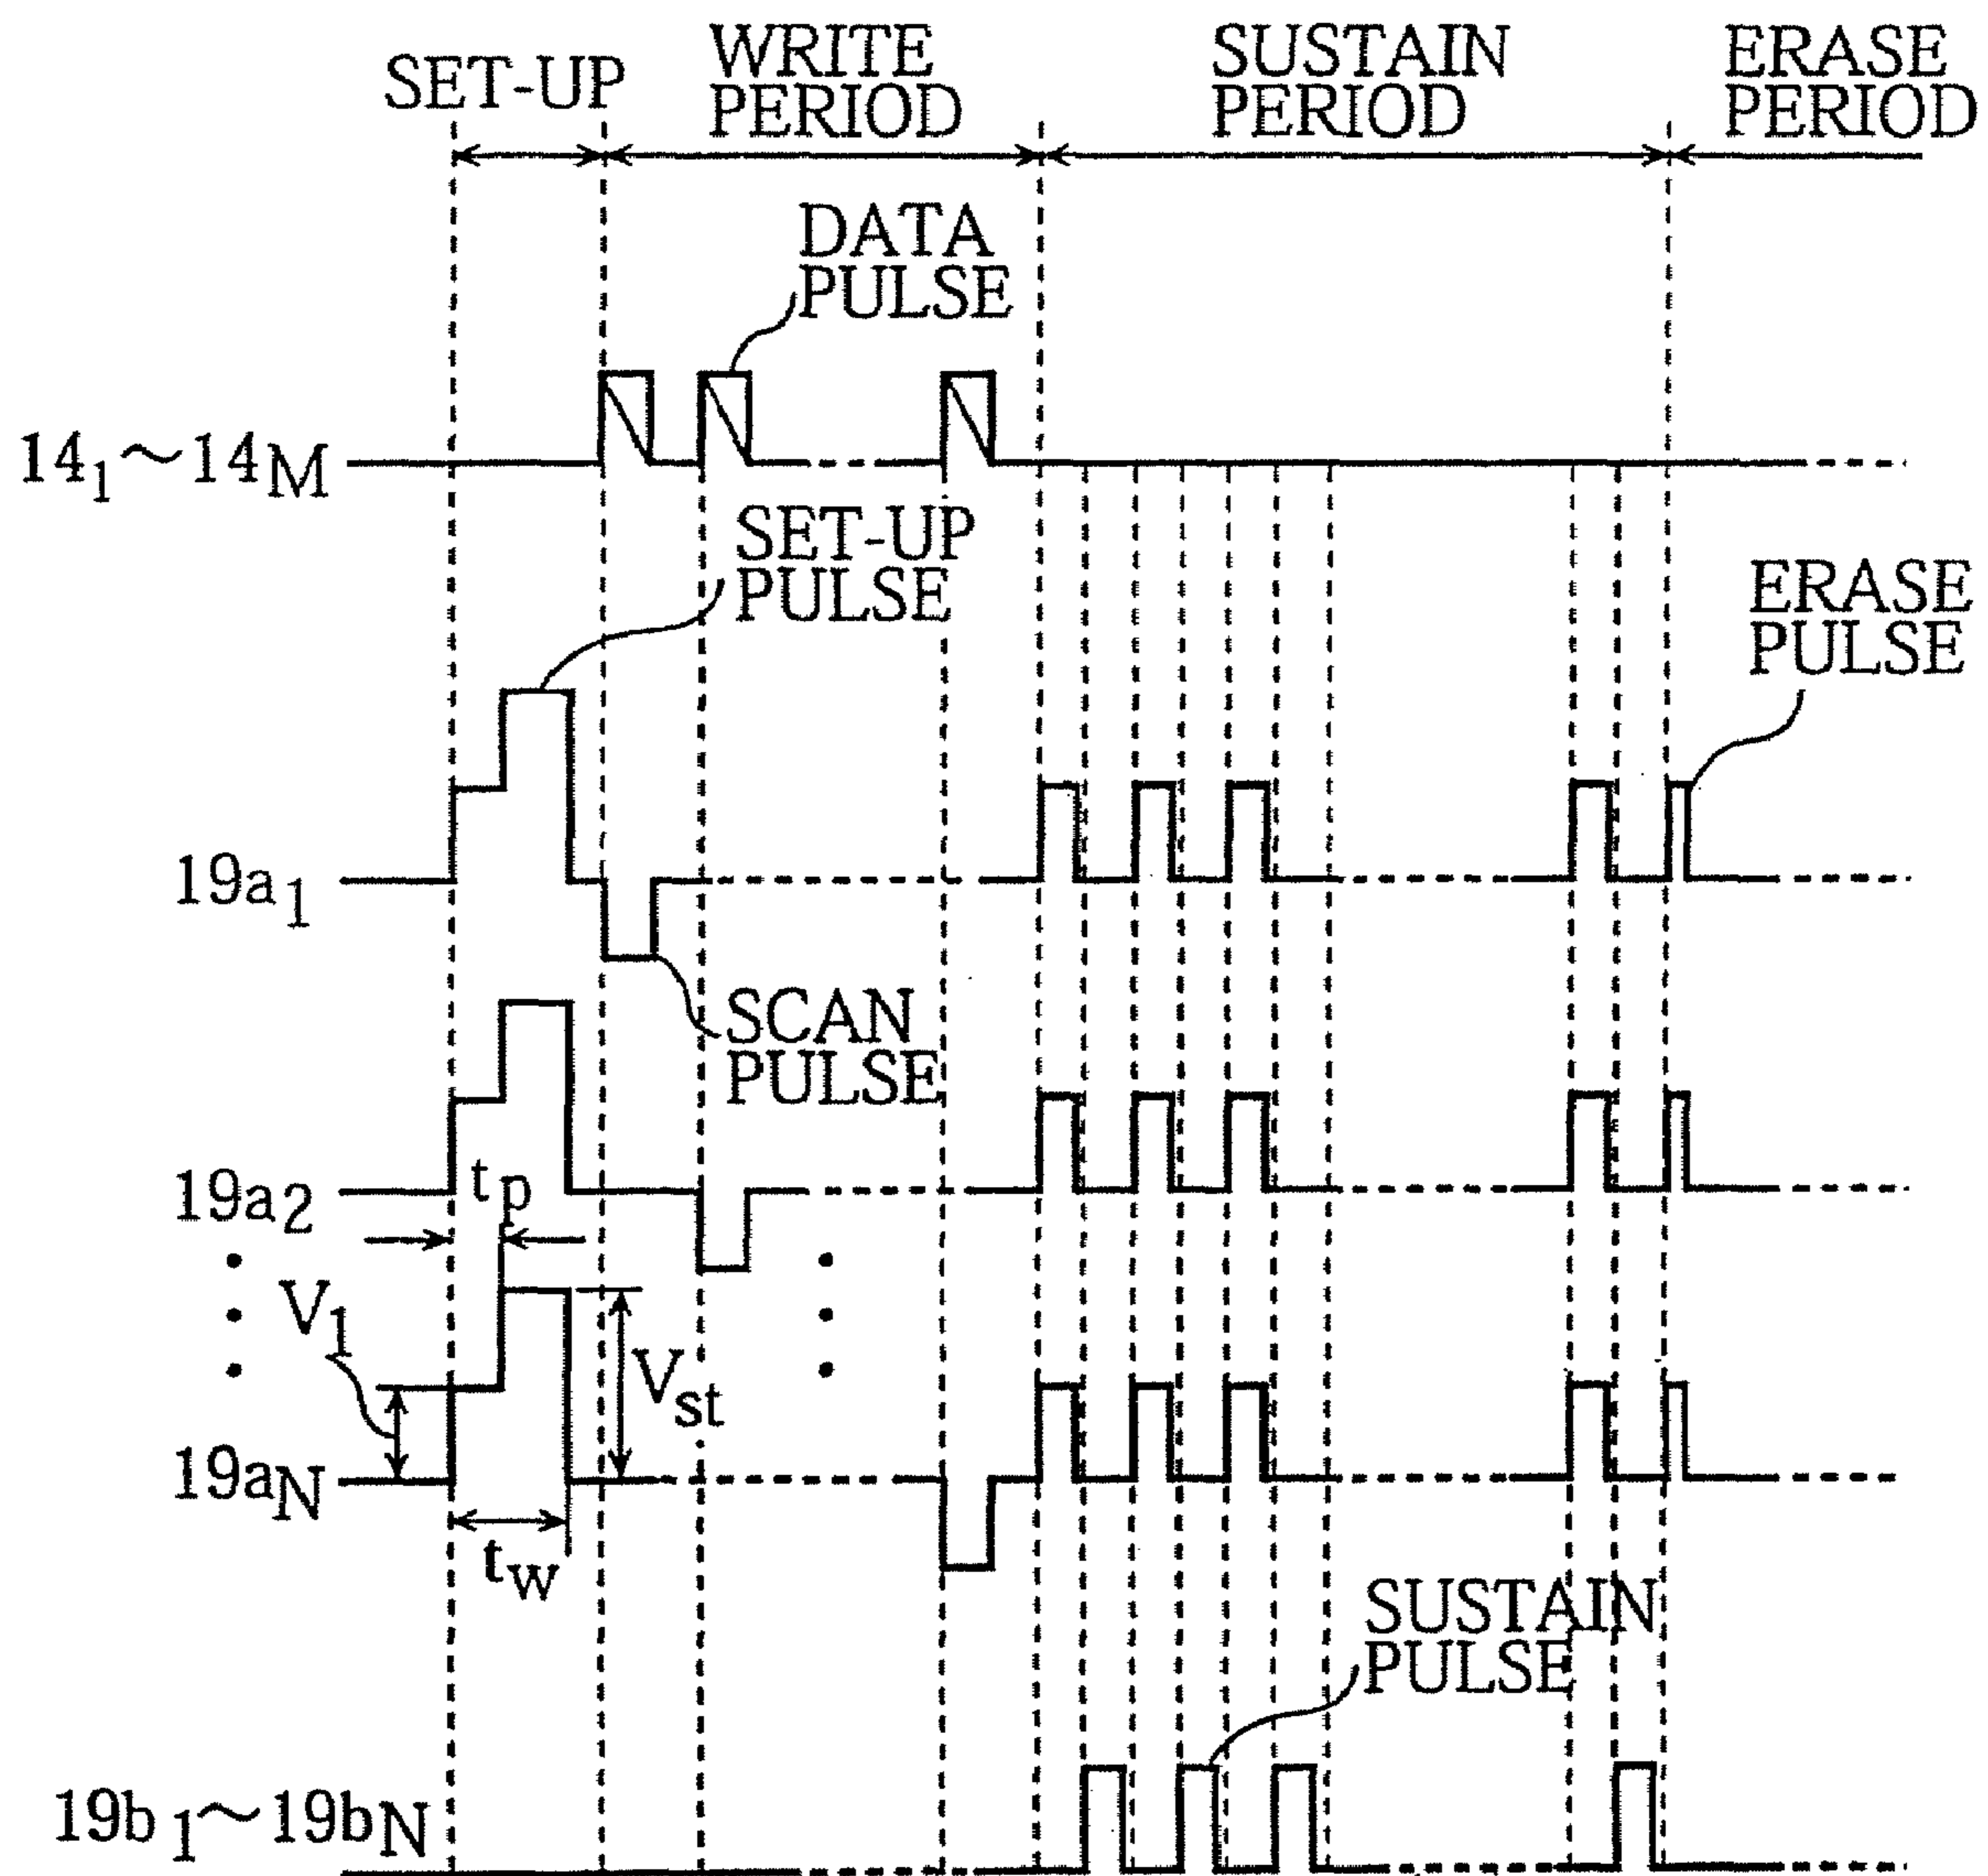 SET-UP
WRITE
PERIOD
SUSTAIN
PERIOD
ERASE
PERIOD
DATA
PULSE
14₁~14M
SET-UP
PULSE
ERASE
PULSE
19a₁
SCAN
PULSE
19a₂
tp
V₁
Vst
19aN
tw
SUSTAIN
PULSE
19b₁~19bN